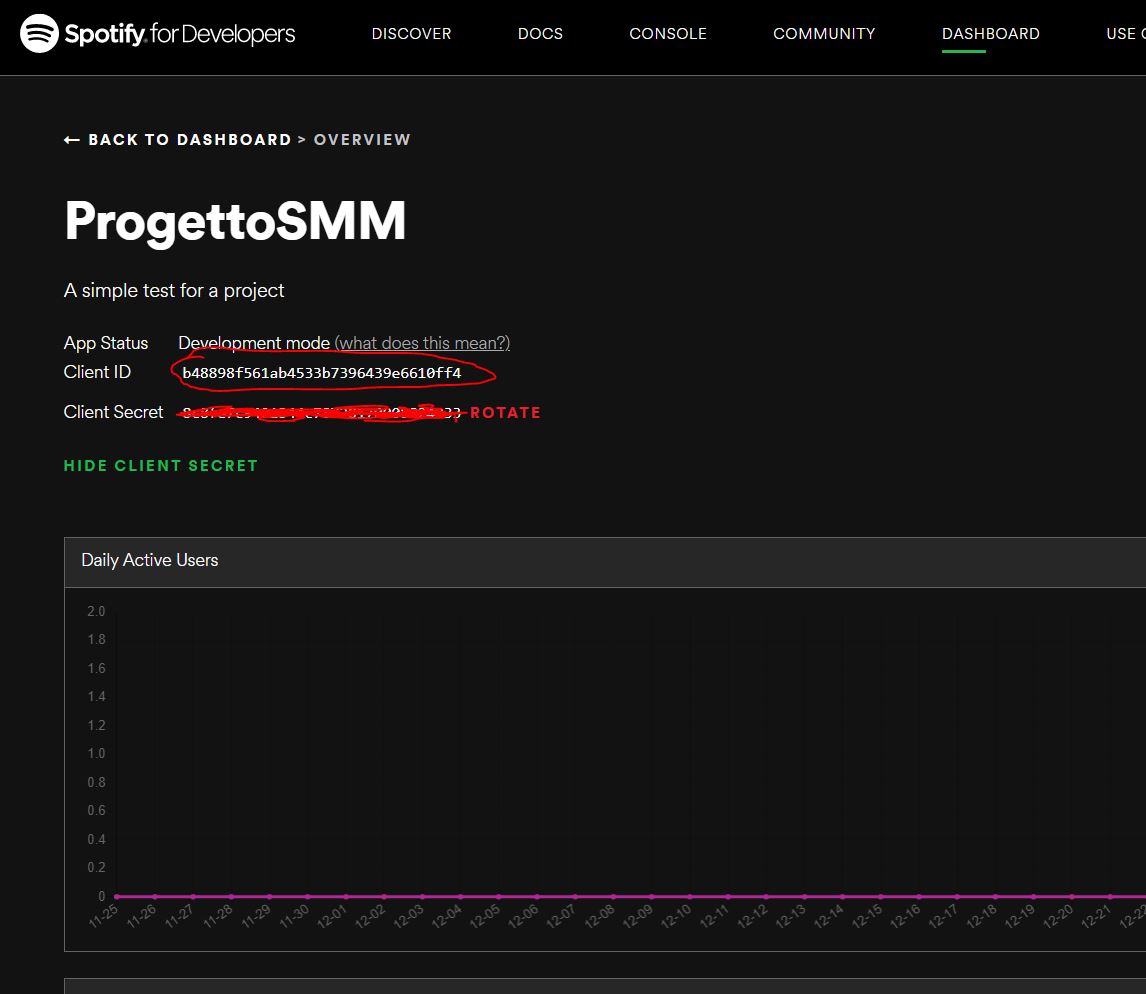 Spotify for Developers
DISCOVER DOCS CONSOLE COMMUNITY DASHBOARD USE
← BACK TO DASHBOARD > OVERVIEW
ProgettoSMM
A simple test for a project
App Status Development mode (what does this mean?)
Client ID b48898f561ab4533b7396439e6610ff4
Client Secret ROTATE
HIDE CLIENT SECRET
Daily Active Users
2.0
1.8
1.6
1.4
1.2
1.0
0.8
0.6
0.4
0.2
0
11-25 11-26 11-27 11-28 11-29 11-30 12-01 12-02 12-03 12-04 12-05 12-06 12-07 12-08 12-09 12-10 12-11 12-12 12-13 12-14 12-15 12-16 12-17 12-18 12-19 12-20 12-21 12-22